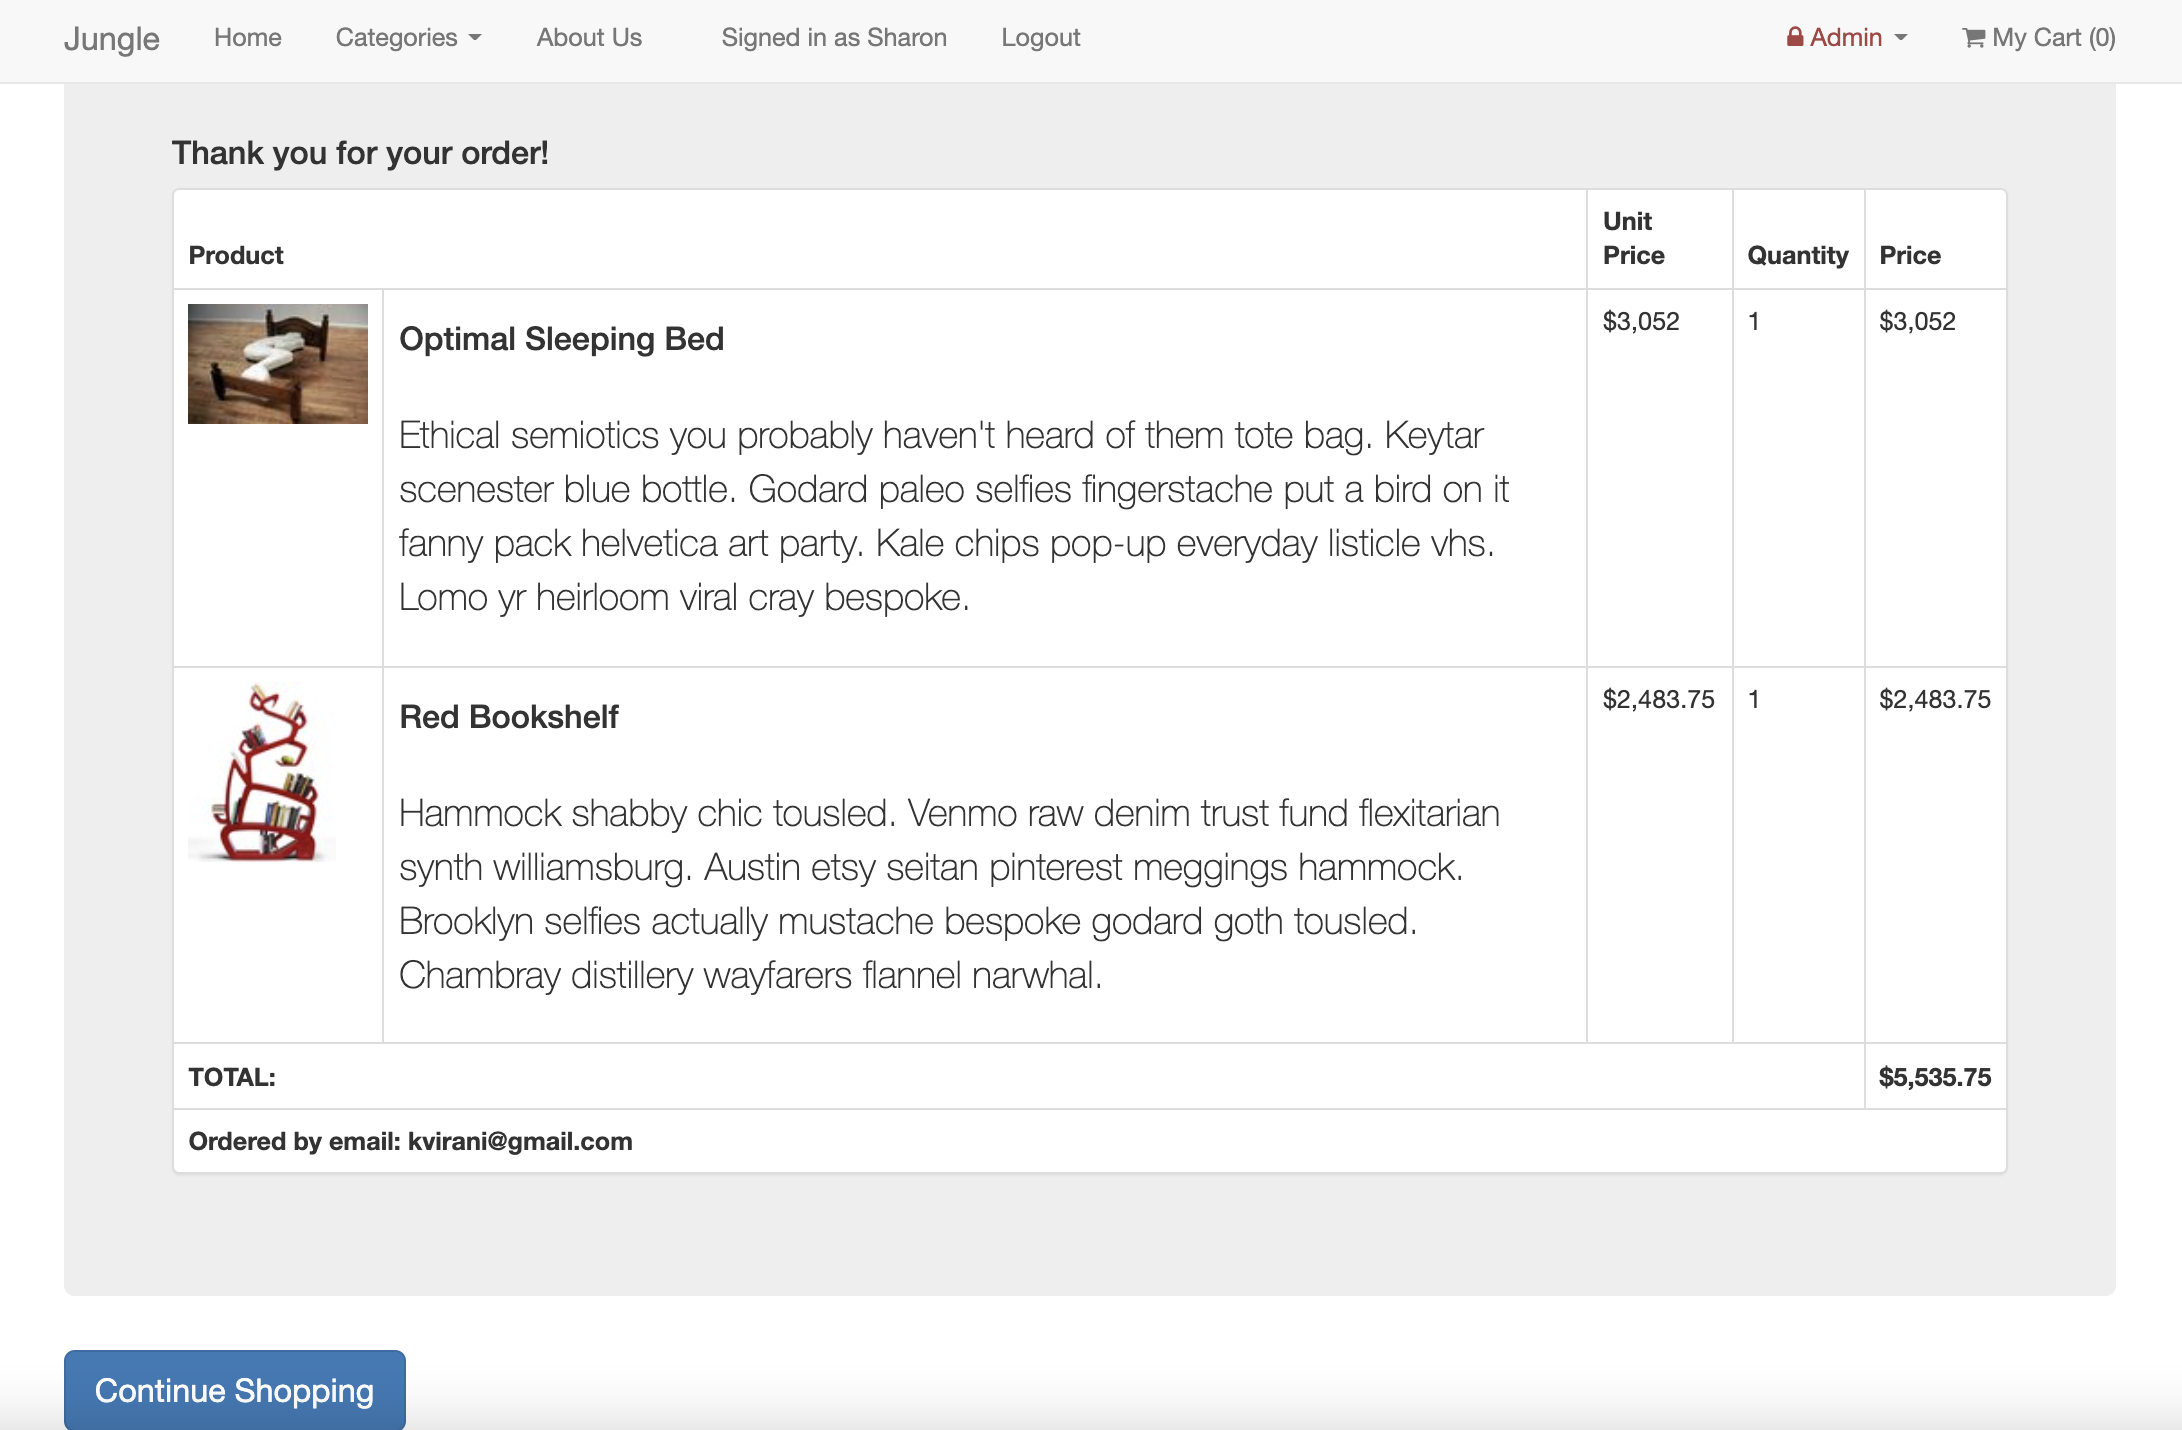 Jungle Home Categories About Us Signed in as Sharon Logout Admin My Cart (0)
Thank you for your order!
Product Unit Price Quantity Price
Optimal Sleeping Bed $3,052 1 $3,052
Ethical semiotics you probably haven't heard of them tote bag. Keytar
scenester blue bottle. Godard paleo selfies fingerstache put a bird on it
fanny pack helvetica art party. Kale chips pop-up everyday listicle vhs.
Lomo yr heirloom viral cray bespoke.
Red Bookshelf $2,483.75 1 $2,483.75
Hammock shabby chic tousled. Venmo raw denim trust fund flexitarian
synth williamsburg. Austin etsy seitan pinterest meggings hammock.
Brooklyn selfies actually mustache bespoke godard goth tousled.
Chambray distillery wayfarers flannel narwhal.
TOTAL: $5,535.75
Ordered by email: kvirani@gmail.com
Continue Shopping